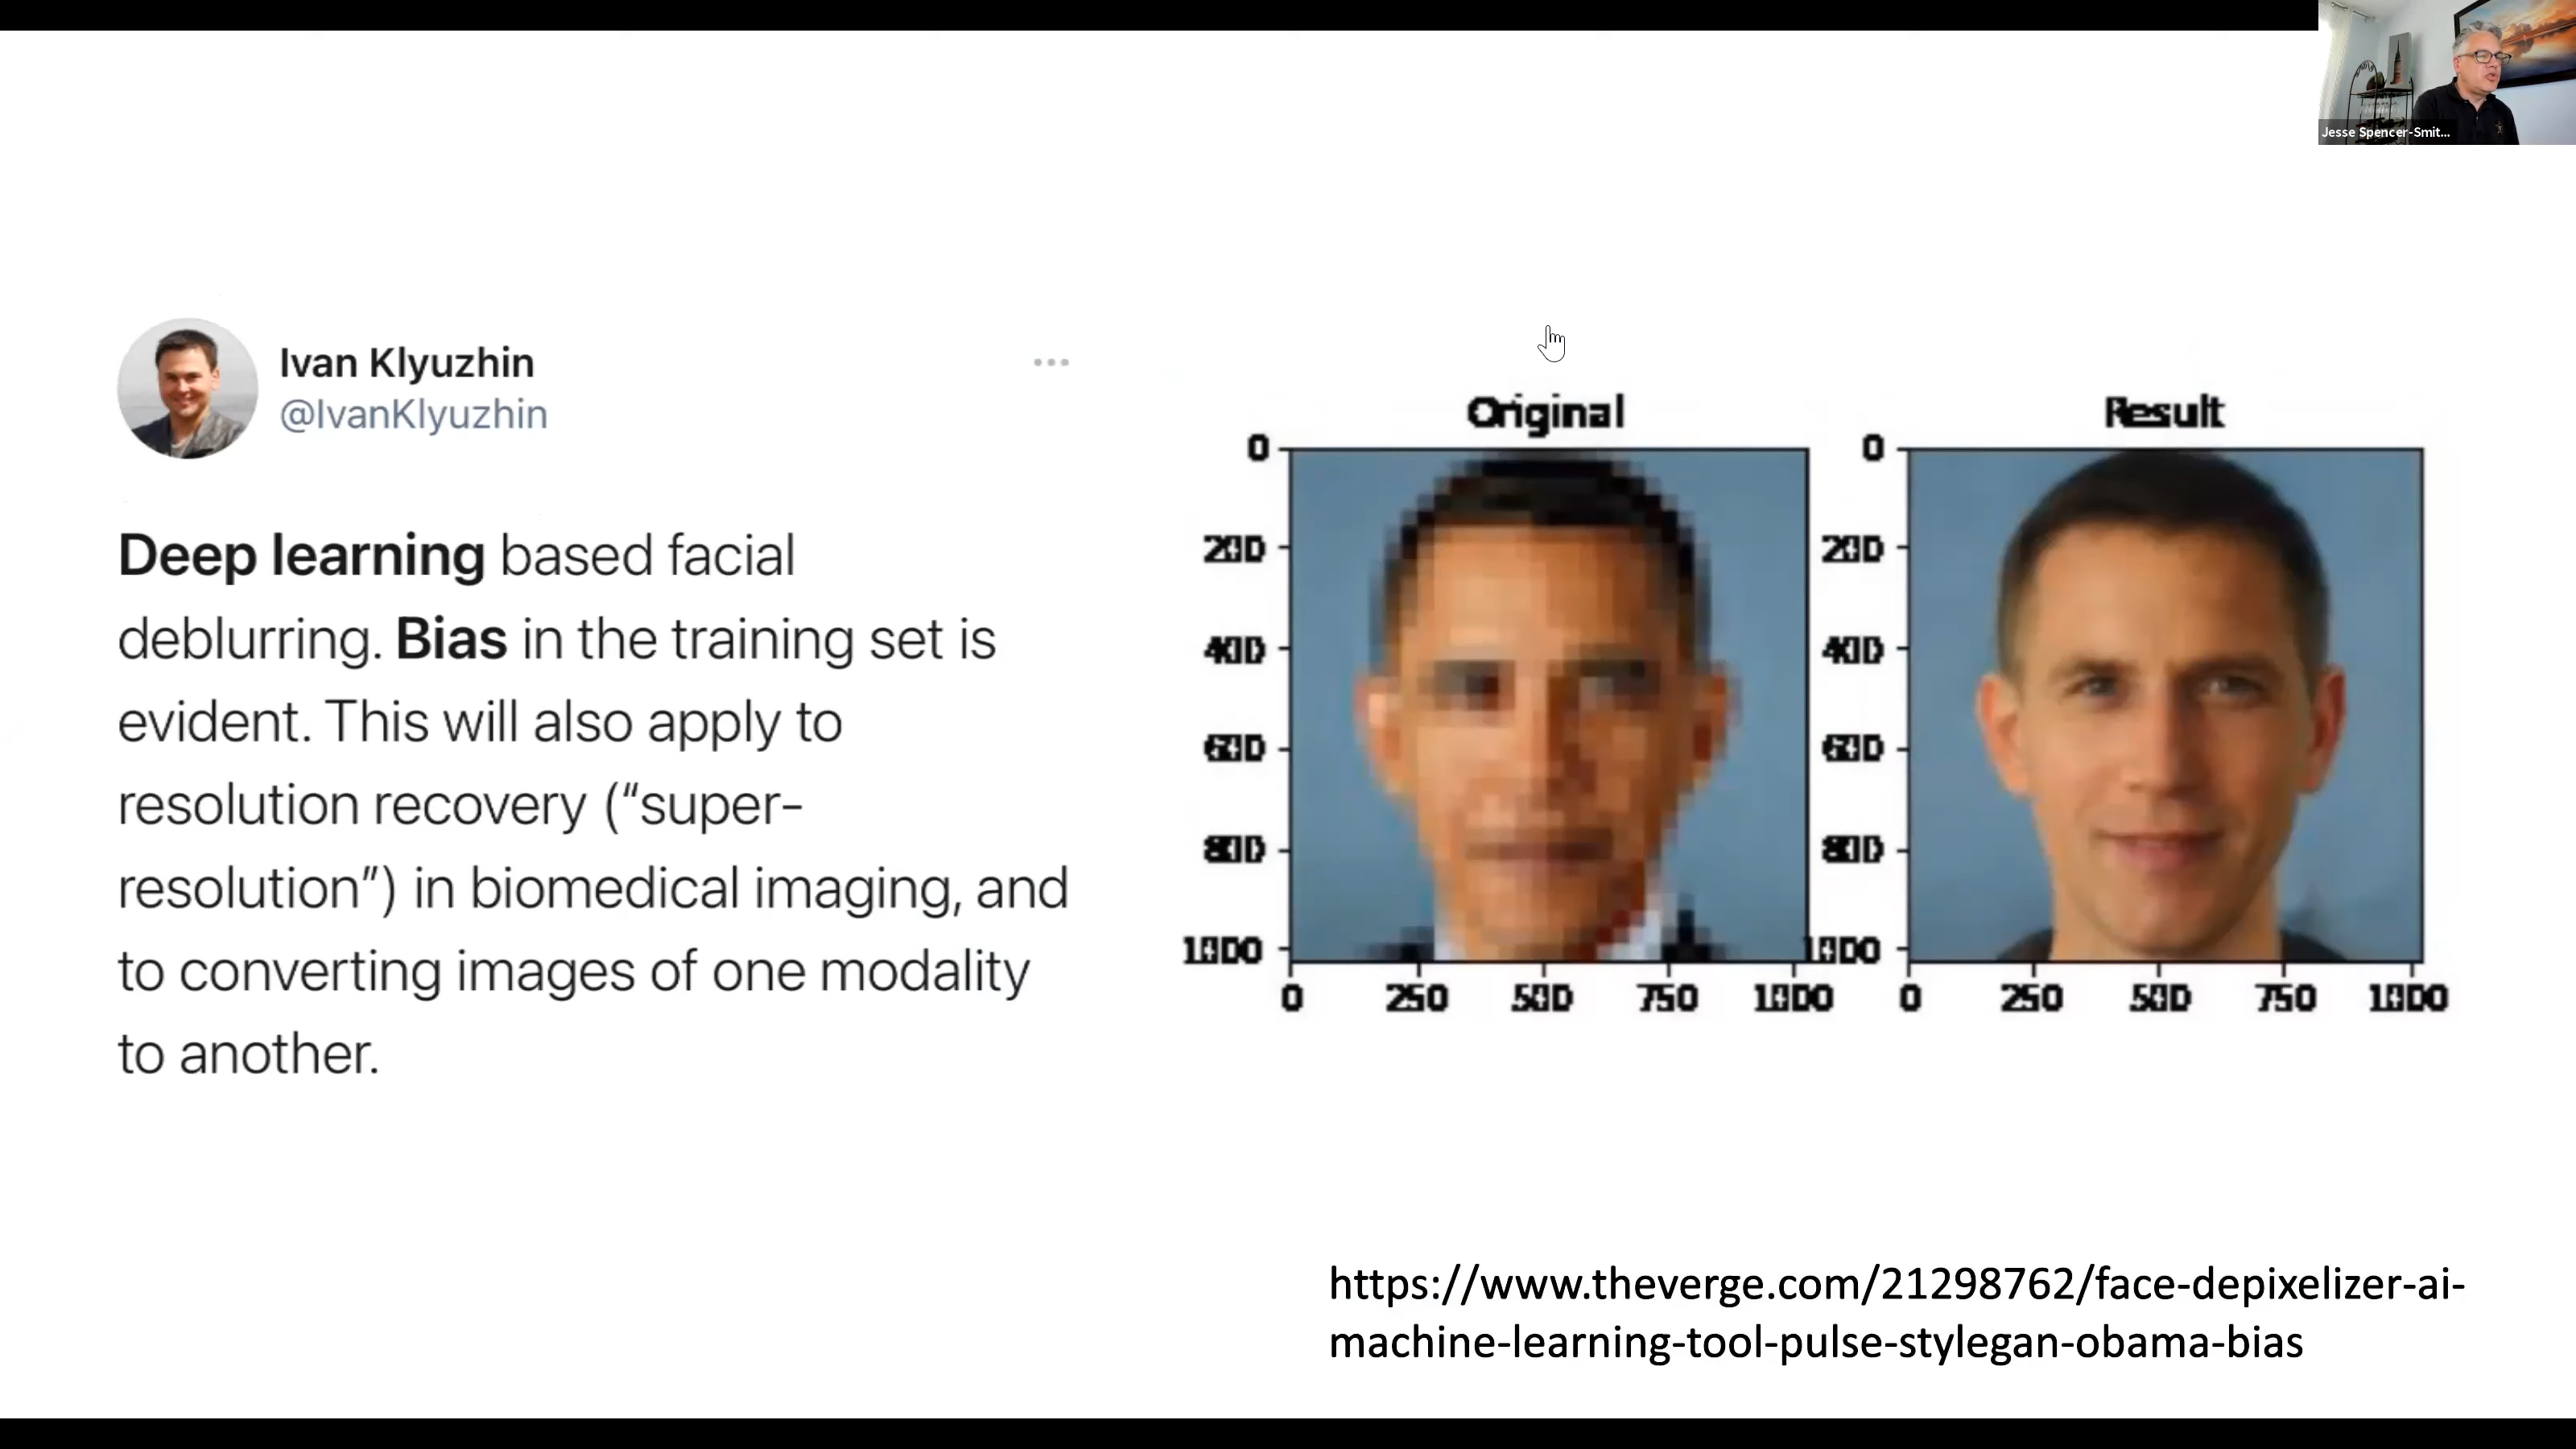 Jesse Spencer-Smit...
Ivan Klyuzhin
@IvanKlyuzhin
Deep learning based facial
deblurring. Bias in the training set is
evident. This will also apply to
resolution recovery (“super-
resolution”) in biomedical imaging, and
to converting images of one modality
to another.
Original
0
200
400
600
800
1000
0 250 500 750 1000
Result
0
200
400
600
800
1000
0 250 500 750 1000
https://www.theverge.com/21298762/face-depixelizer-ai-
machine-learning-tool-pulse-stylegan-obama-bias